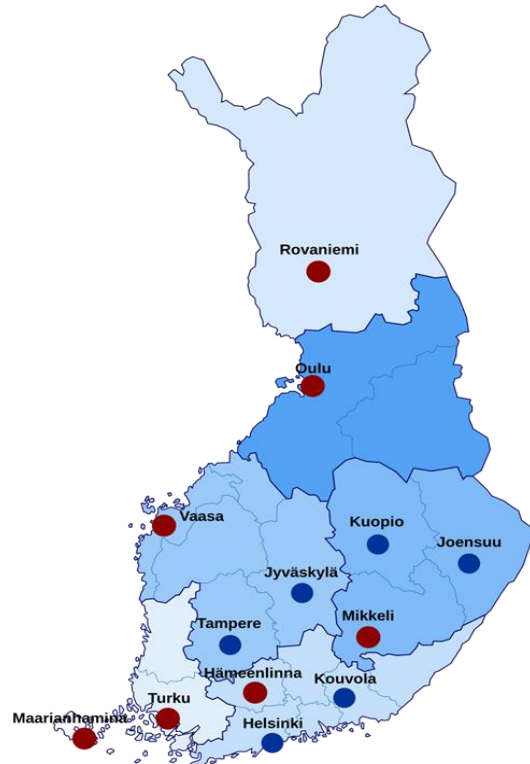 Rovaniemi
Oulu
Vaasa
Kuopio
Joensuu
Jyväskylä
Tampere
Mikkeli
Hämeenlinna
Kouvola
Turku
Maarianhamina
Helsinki